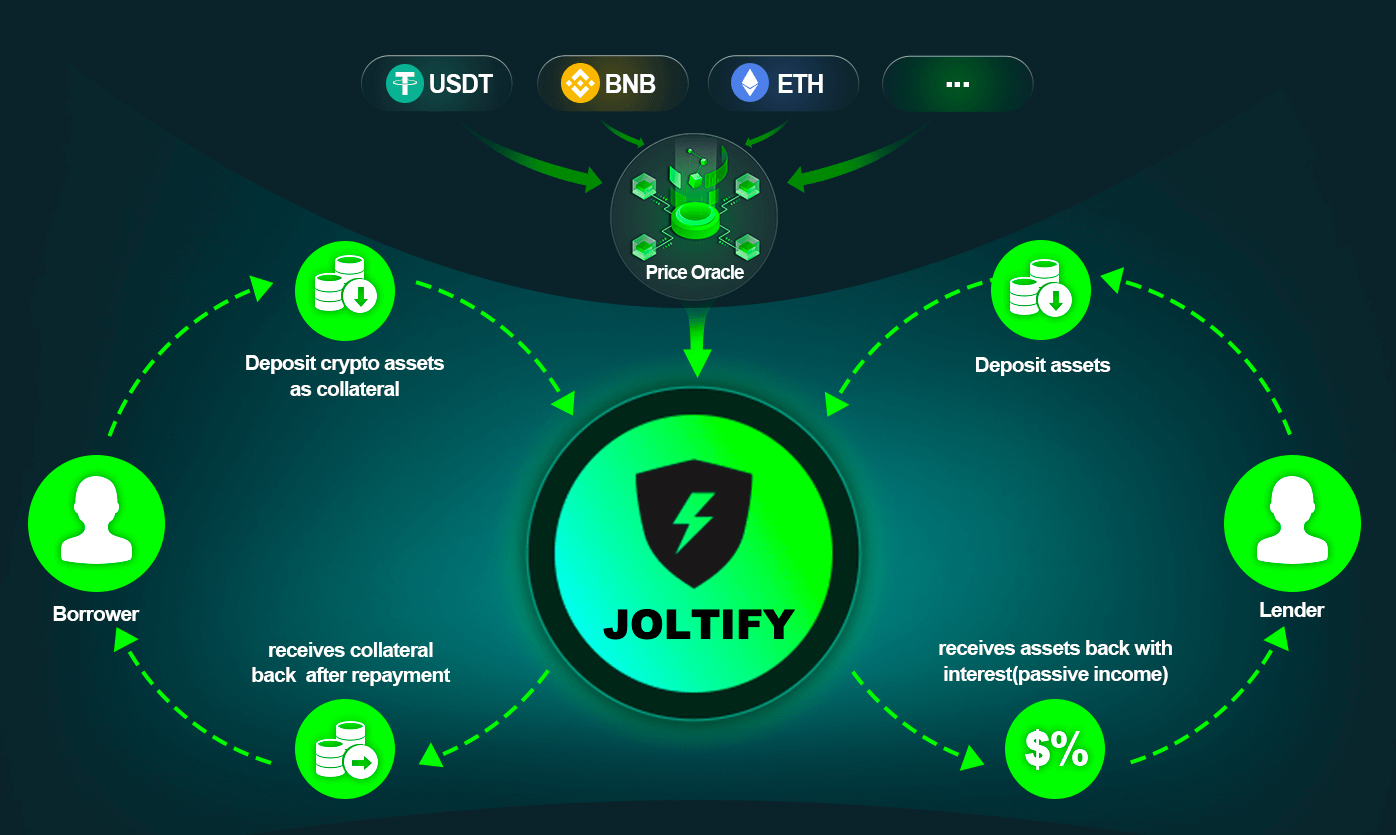 USDT
BNB
ETH
...
Price Oracle
Deposit crypto assets
as collateral
Deposit assets
Borrower
JOLTIFY
Lender
receives collateral
back after repayment
receives assets back with
interest(passive income)
$%